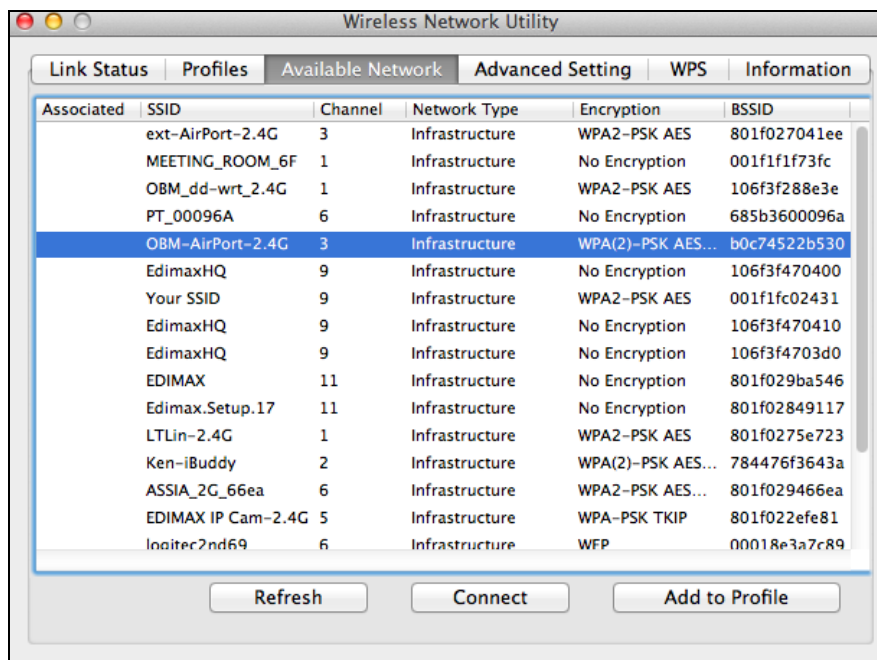 Wireless Network Utility
Link Status Profiles Available Network Advanced Setting WPS Information
Associated SSID Channel Network Type Encryption BSSID
ext-AirPort-2.4G 3 Infrastructure WPA2-PSK AES 801f027041ee
MEETING_ROOM_6F 1 Infrastructure No Encryption 001f1f1f73fc
OBM_dd-wrt_2.4G 1 Infrastructure WPA2-PSK AES 106f3f288e3e
PT_00096A 6 Infrastructure No Encryption 685b3600096a
OBM-AirPort-2.4G 3 Infrastructure WPA(2)-PSK AES... b0c74522b530
EdimaxHQ 9 Infrastructure No Encryption 106f3f470400
Your SSID 9 Infrastructure WPA2-PSK AES 001f1fc02431
EdimaxHQ 9 Infrastructure No Encryption 106f3f470410
EdimaxHQ 9 Infrastructure No Encryption 106f3f4703d0
EDIMAX 11 Infrastructure No Encryption 801f029ba546
Edimax.Setup.17 11 Infrastructure No Encryption 801f02849117
LTLin-2.4G 1 Infrastructure WPA2-PSK AES 801f0275e723
Ken-iBuddy 2 Infrastructure WPA(2)-PSK AES... 784476f3643a
ASSIA_2G_66ea 6 Infrastructure WPA2-PSK AES... 801f029466ea
EDIMAX IP Cam-2.4G 5 Infrastructure WPA-PSK TKIP 801f022efe81
logitec2nd69 6 Infrastructure WEP 00018e3a7c89
Refresh Connect Add to Profile